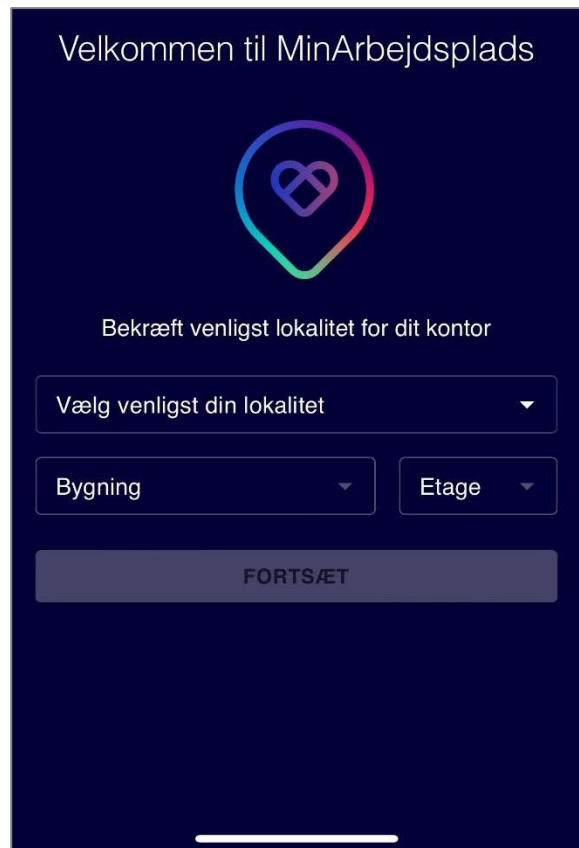 Velkommen til MinArbejdsplads
Bekræft venligst lokalitet for dit kontor
Vælg venligst din lokalitet
Bygning
Etage
FORTSÆT